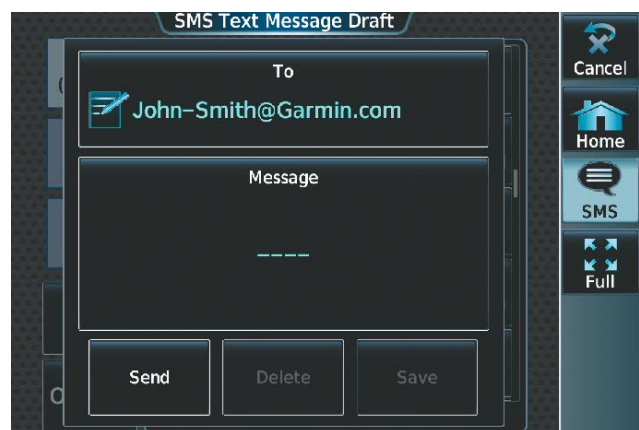 SMS Text Message Draft
To
John-Smith@Garmin.com
Message
----
Send
Delete
Save
Cancel
Home
SMS
Full